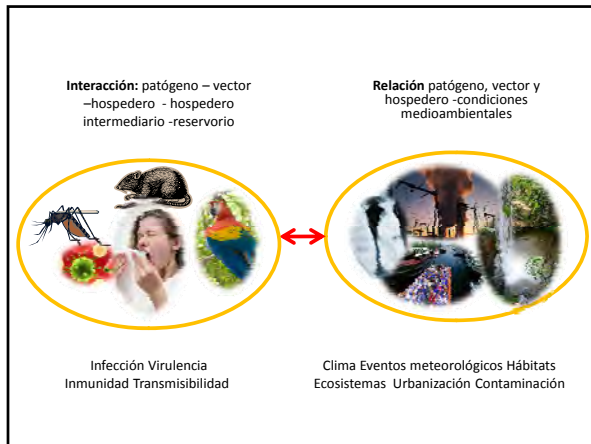 Interacción: patógeno – vector
–hospedero - hospedero
intermediario -reservorio
Relación patógeno, vector y
hospedero -condiciones
medioambientales
Infección Virulencia
Inmunidad Transmisibilidad
Clima Eventos meteorológicos Hábitats
Ecosistemas Urbanización Contaminación